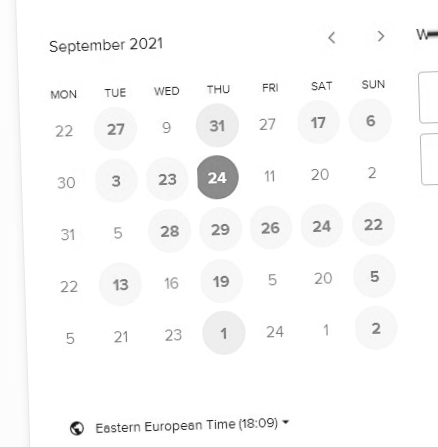 September 2021
MON TUE WED THU FRI SAT SUN
22 27 9 31 27 17 6
30 3 23 24 11 20 2
31 5 28 29 26 24 22
22 13 16 19 5 20 5
5 21 23 1 24 1 2
Eastern European Time (18:09)